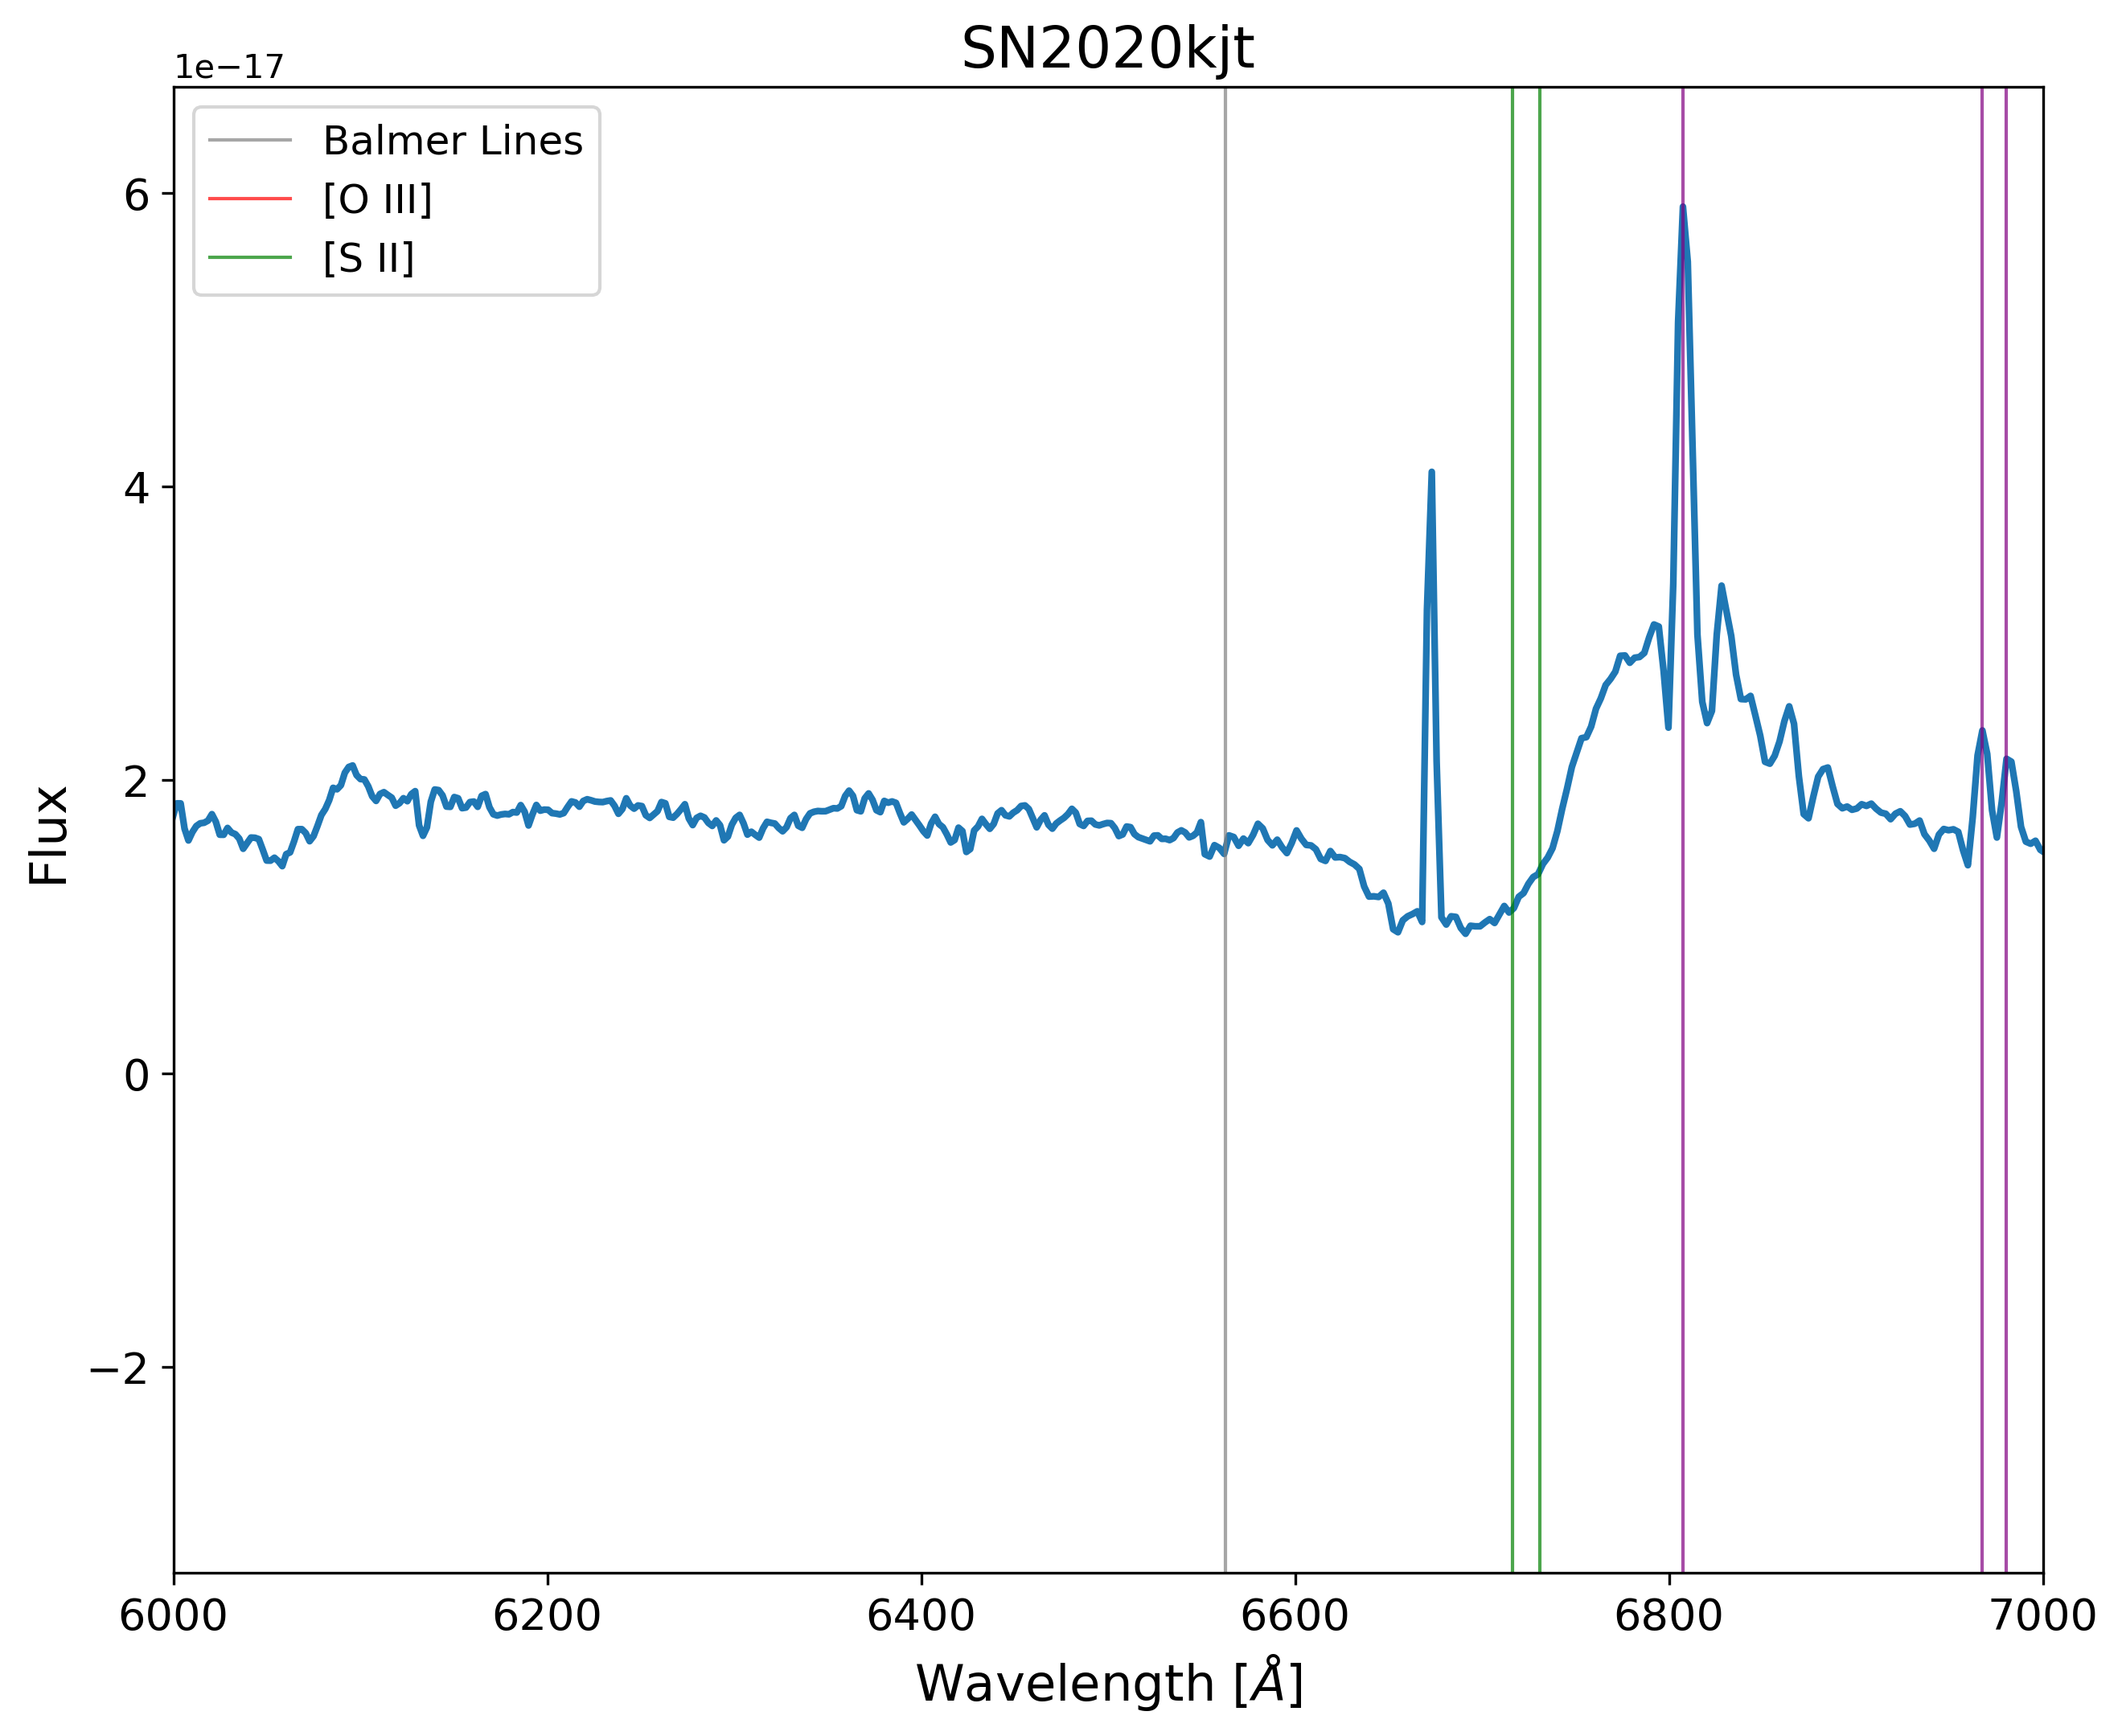 SN2020kjt
1e−17
Balmer Lines
[O III]
[S II]
6
4
2
0
−2
Flux
6000
6200
6400
6600
6800
7000
Wavelength [Å]